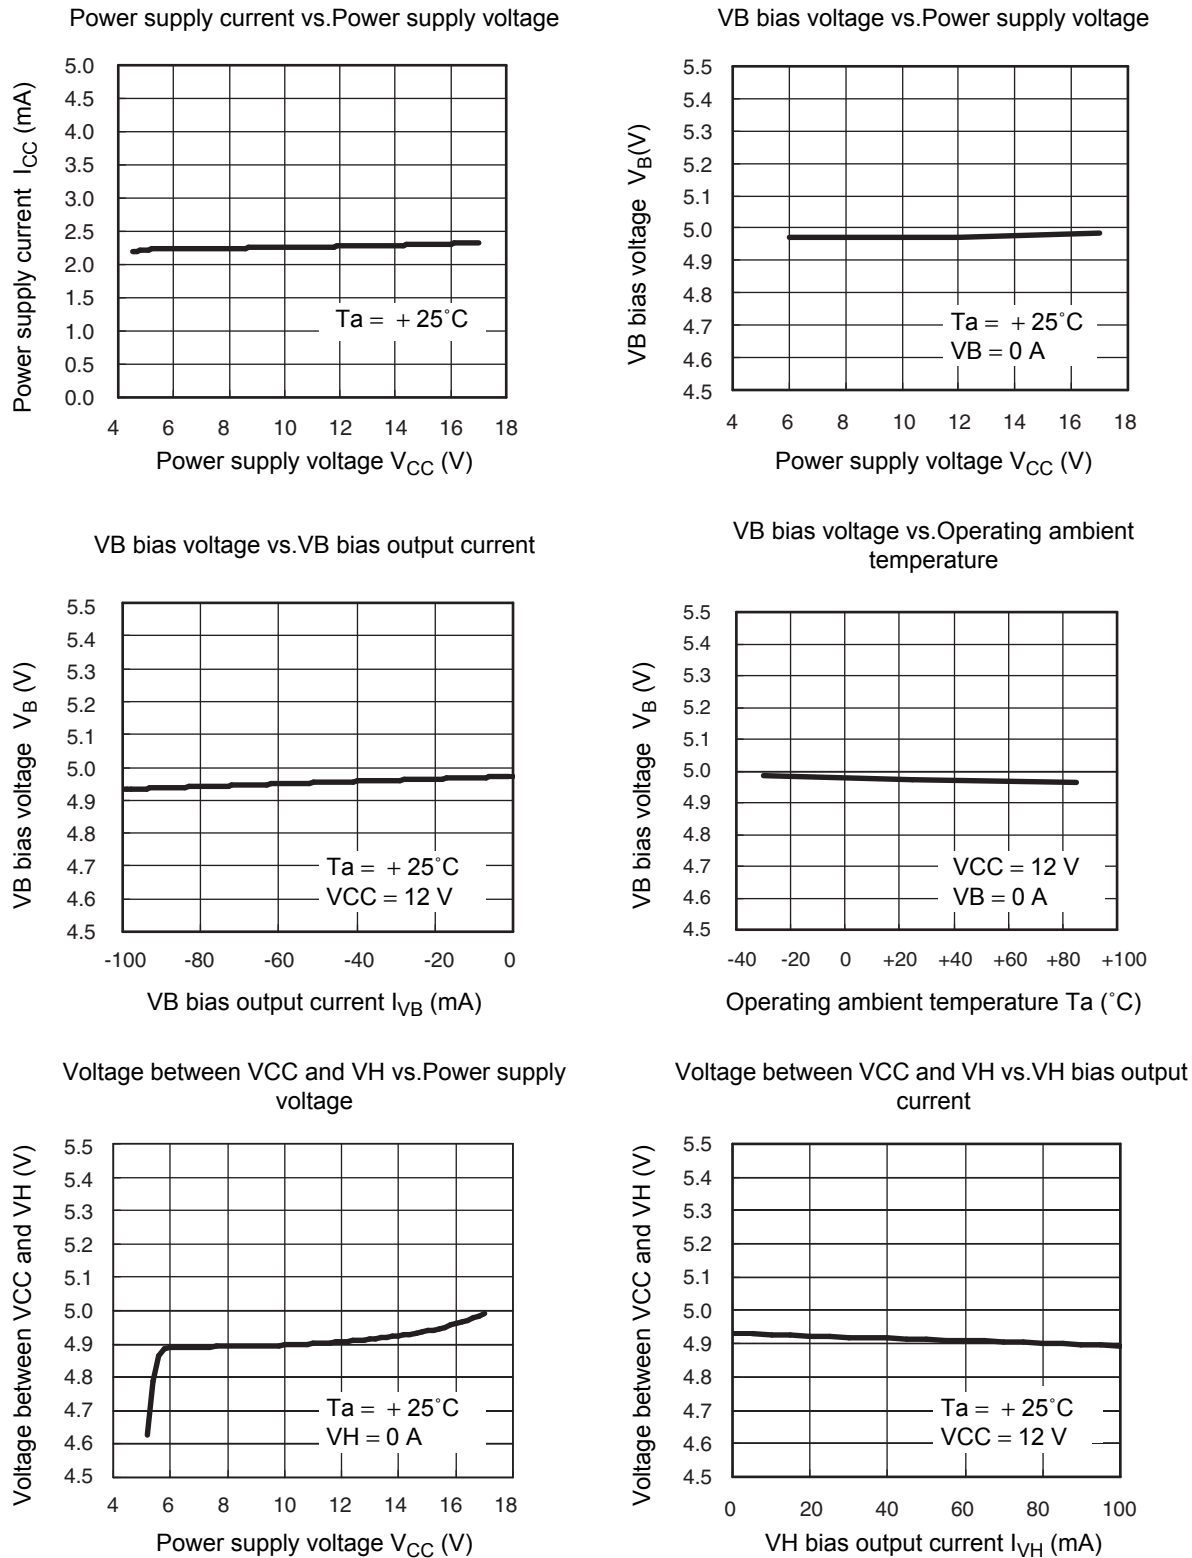 Power supply current vs.Power supply voltage
Power supply current ICC (mA)
5.0
4.5
4.0
3.5
3.0
2.5
2.0
1.5
1.0
0.5
0.0
Ta = + 25°C
4 6 8 10 12 14 16 18
Power supply voltage VCC (V)
VB bias voltage vs.Power supply voltage
VB bias voltage VB(V)
5.5
5.4
5.3
5.2
5.1
5.0
4.9
4.8
4.7
4.6
4.5
Ta = + 25°C
VB = 0 A
4 6 8 10 12 14 16 18
Power supply voltage VCC (V)
VB bias voltage vs.VB bias output current
VB bias voltage VB (V)
5.5
5.4
5.3
5.2
5.1
5.0
4.9
4.8
4.7
4.6
4.5
Ta = + 25°C
VCC = 12 V
-100 -80 -60 -40 -20 0
VB bias output current IVB (mA)
VB bias voltage vs.Operating ambient
temperature
VB bias voltage VB (V)
5.5
5.4
5.3
5.2
5.1
5.0
4.9
4.8
4.7
4.6
4.5
VCC = 12 V
VB = 0 A
-40 -20 0 +20 +40 +60 +80 +100
Operating ambient temperature Ta (°C)
Voltage between VCC and VH vs.Power supply
voltage
Voltage between VCC and VH (V)
5.5
5.4
5.3
5.2
5.1
5.0
4.9
4.8
4.7
4.6
4.5
Ta = + 25°C
VH = 0 A
4 6 8 10 12 14 16 18
Power supply voltage VCC (V)
Voltage between VCC and VH vs.VH bias output
current
Voltage between VCC and VH (V)
5.5
5.4
5.3
5.2
5.1
5.0
4.9
4.8
4.7
4.6
4.5
Ta = + 25°C
VCC = 12 V
0 20 40 60 80 100
VH bias output current IVH (mA)